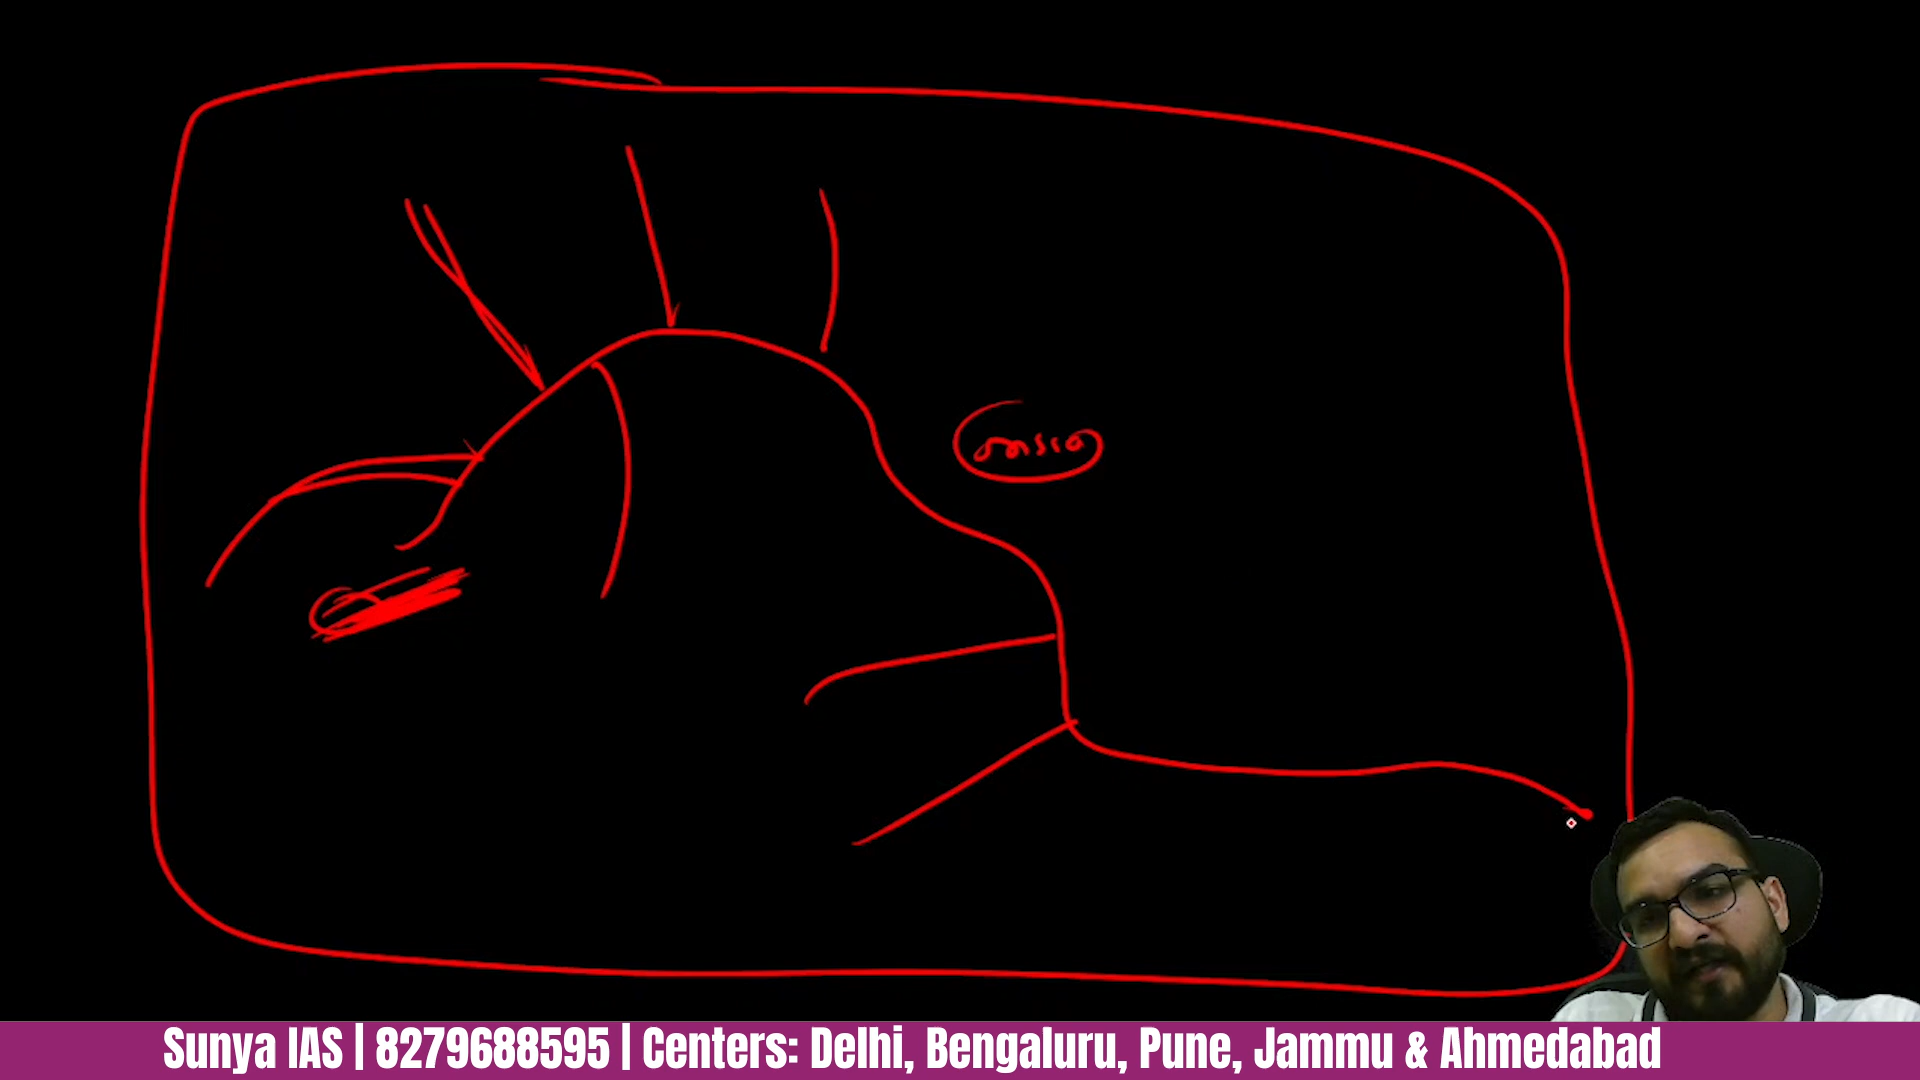 Sunya IAS | 8279688595 | Centers: Delhi, Bengaluru, Pune, Jammu & Ahmedabad